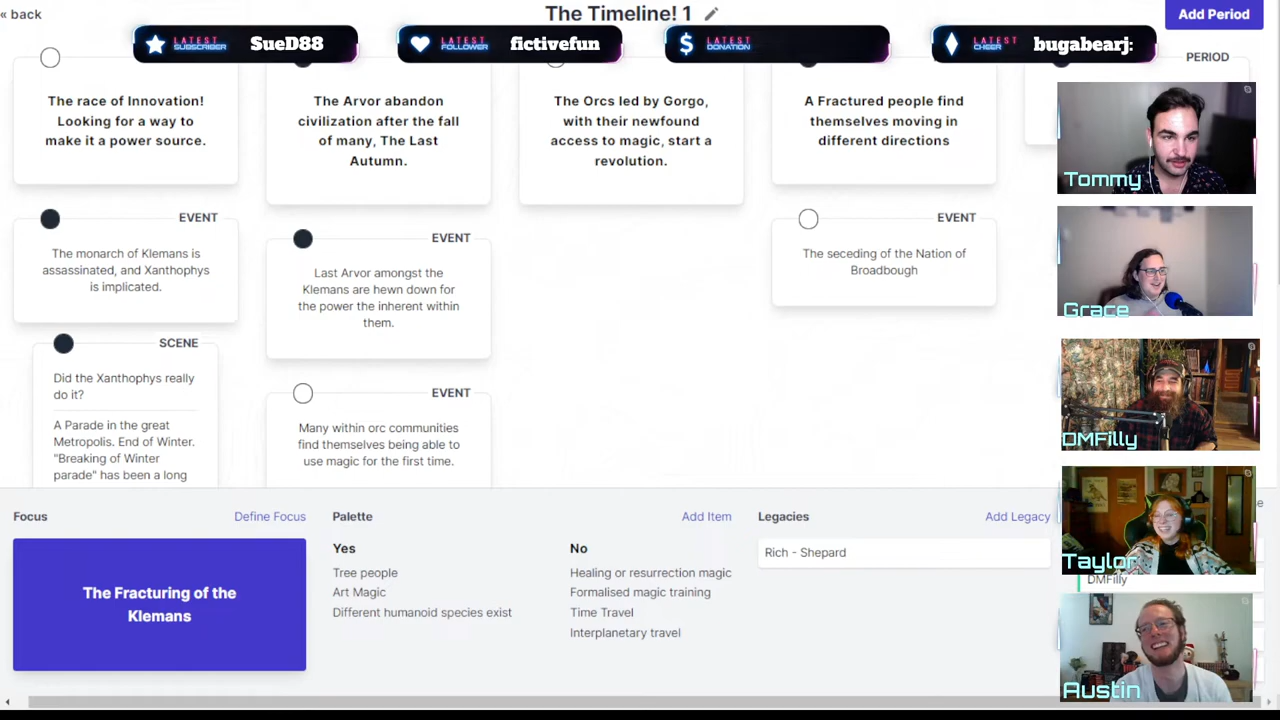 « back
The Timeline! 1
Add Period
LATEST
SUBSCRIBER
SueD88
LATEST
FOLLOWER
fictivefun
LATEST
DONATION
LATEST
CHEER
bugabearj:
PERIOD
The race of Innovation!
Looking for a way to
make it a power source.
The Arvor abandon
civilization after the fall
of many, The Last
Autumn.
The Orcs led by Gorgo,
with their newfound
access to magic, start a
revolution.
A Fractured people find
themselves moving in
different directions
EVENT
The monarch of Klemans is
assassinated, and Xanthophys
is implicated.
EVENT
Last Arvor amongst the
Klemans are hewn down for
the power the inherent within
them.
EVENT
The seceding of the Nation of
Broadbough
SCENE
Did the Xanthophys really
do it?
A Parade in the great
Metropolis. End of Winter.
"Breaking of Winter
parade" has been a long
EVENT
Many within orc communities
find themselves being able to
use magic for the first time.
Focus
Define Focus
The Fracturing of the
Klemans
Palette
Add Item
Yes
Tree people
Art Magic
Different humanoid species exist
No
Healing or resurrection magic
Formalised magic training
Time Travel
Interplanetary travel
Legacies
Add Legacy
Rich - Shepard
Tommy
Grace
DMFilly
Taylor
DMFilly
Austin